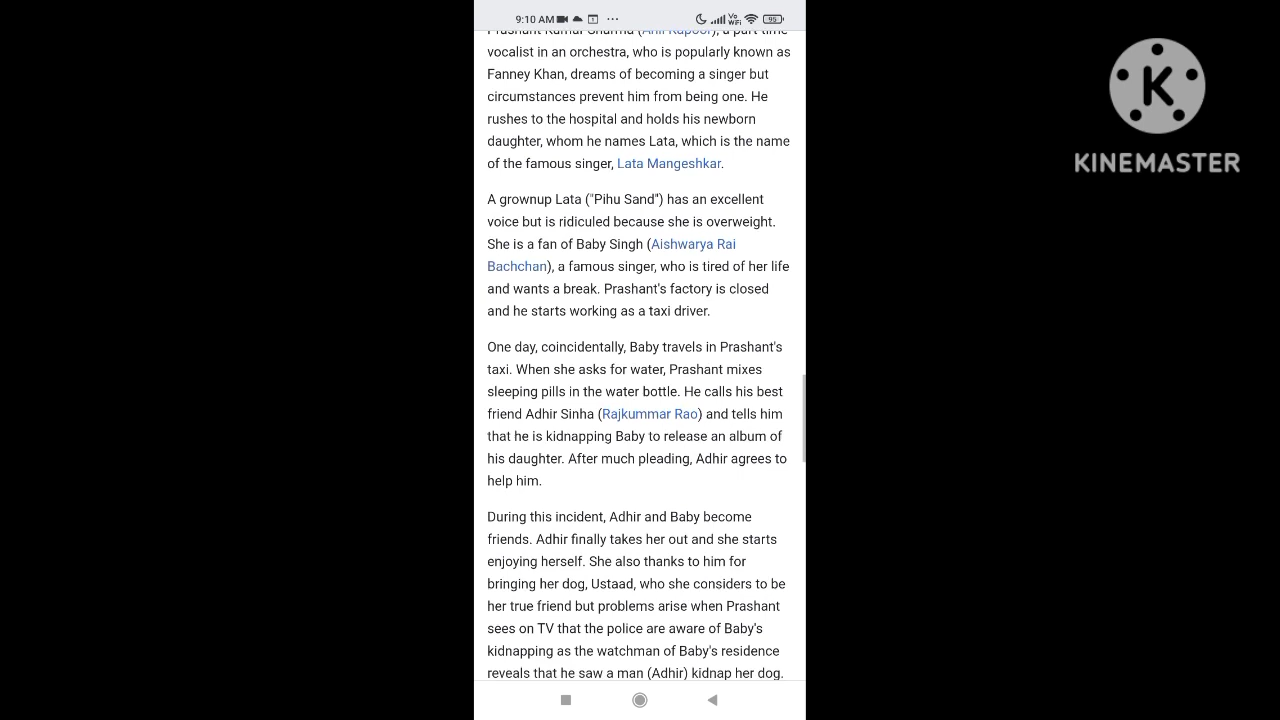 9:10 AM
Vo
WiFi
95
Prashant Kumar Sharma (Anil Kapoor), a part-time
vocalist in an orchestra, who is popularly known as
Fanney Khan, dreams of becoming a singer but
circumstances prevent him from being one. He
rushes to the hospital and holds his newborn
daughter, whom he names Lata, which is the name
of the famous singer, Lata Mangeshkar.
A grownup Lata ("Pihu Sand") has an excellent
voice but is ridiculed because she is overweight.
She is a fan of Baby Singh (Aishwarya Rai
Bachchan), a famous singer, who is tired of her life
and wants a break. Prashant's factory is closed
and he starts working as a taxi driver.
One day, coincidentally, Baby travels in Prashant's
taxi. When she asks for water, Prashant mixes
sleeping pills in the water bottle. He calls his best
friend Adhir Sinha (Rajkummar Rao) and tells him
that he is kidnapping Baby to release an album of
his daughter. After much pleading, Adhir agrees to
help him.
During this incident, Adhir and Baby become
friends. Adhir finally takes her out and she starts
enjoying herself. She also thanks to him for
bringing her dog, Ustaad, who she considers to be
her true friend but problems arise when Prashant
sees on TV that the police are aware of Baby's
kidnapping as the watchman of Baby's residence
reveals that he saw a man (Adhir) kidnap her dog.
K
KINEMASTER